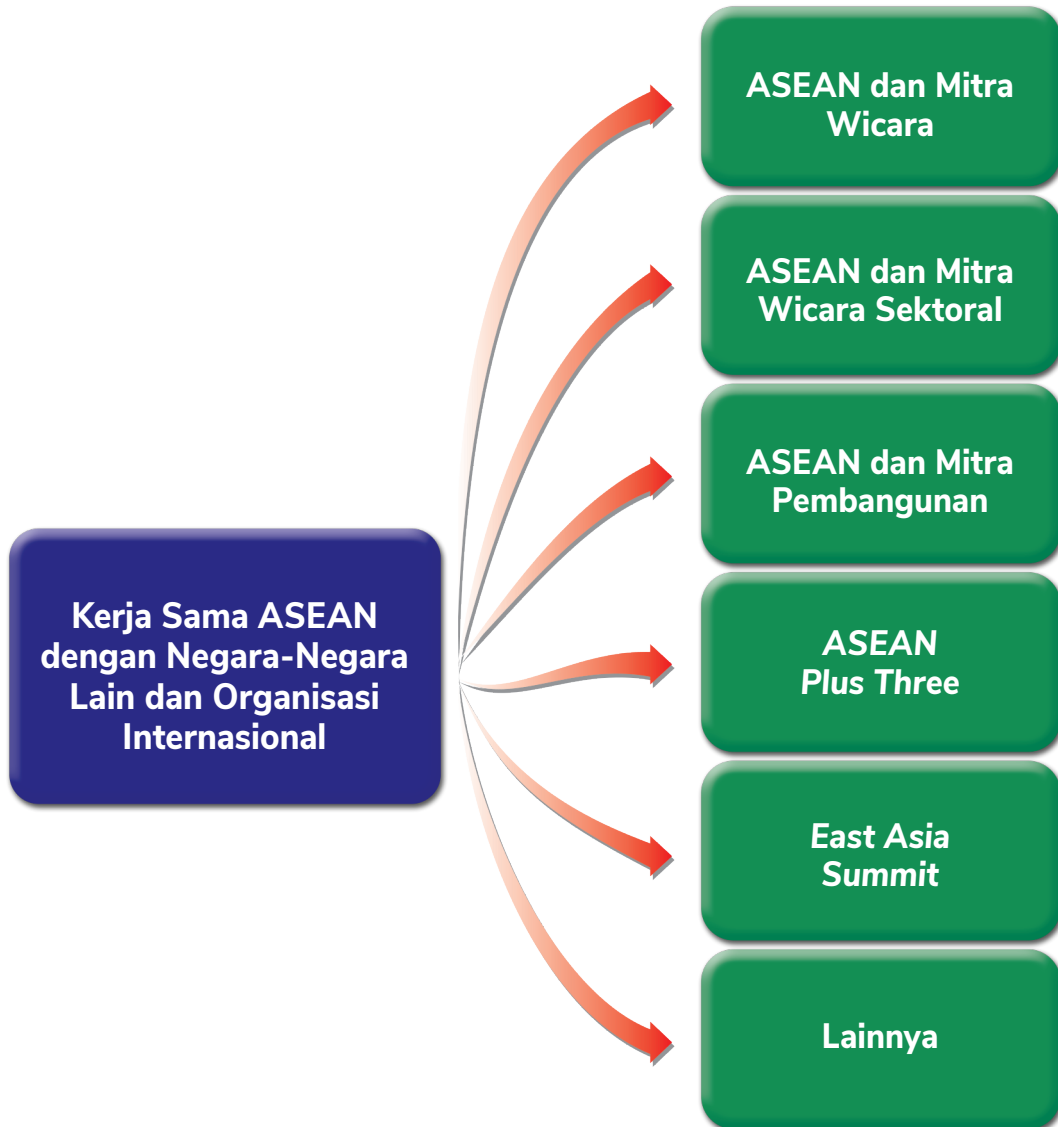 ASEAN dan Mitra
Wicara
ASEAN dan Mitra
Wicara Sektoral
ASEAN dan Mitra
Pembangunan
Kerja Sama ASEAN
dengan Negara-Negara
Lain dan Organisasi
Internasional
ASEAN
Plus Three
East Asia
Summit
Lainnya